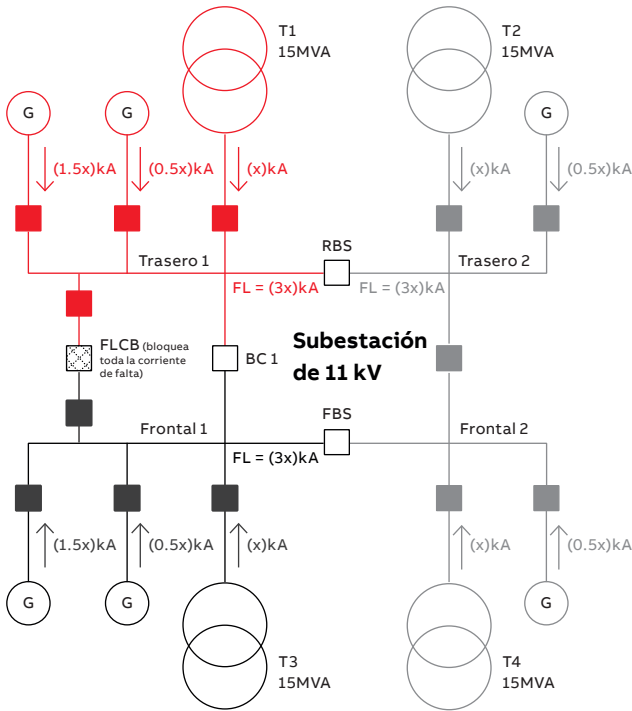 T1
15MVA
T2
15MVA
G
G
G
(1.5x)kA
(0.5x)kA
(x)kA
(x)kA
(0.5x)kA
RBS
Trasero 1
Trasero 2
FL = (3x)kA
FL = (3x)kA
FLCB (bloquea
toda la corriente
de falta)
BC 1
Subestación
de 11 kV
Frontal 1
FBS
Frontal 2
FL = (3x)kA
(1.5x)kA
(0.5x)kA
(x)kA
(x)kA
(0.5x)kA
G
G
G
T3
15MVA
T4
15MVA